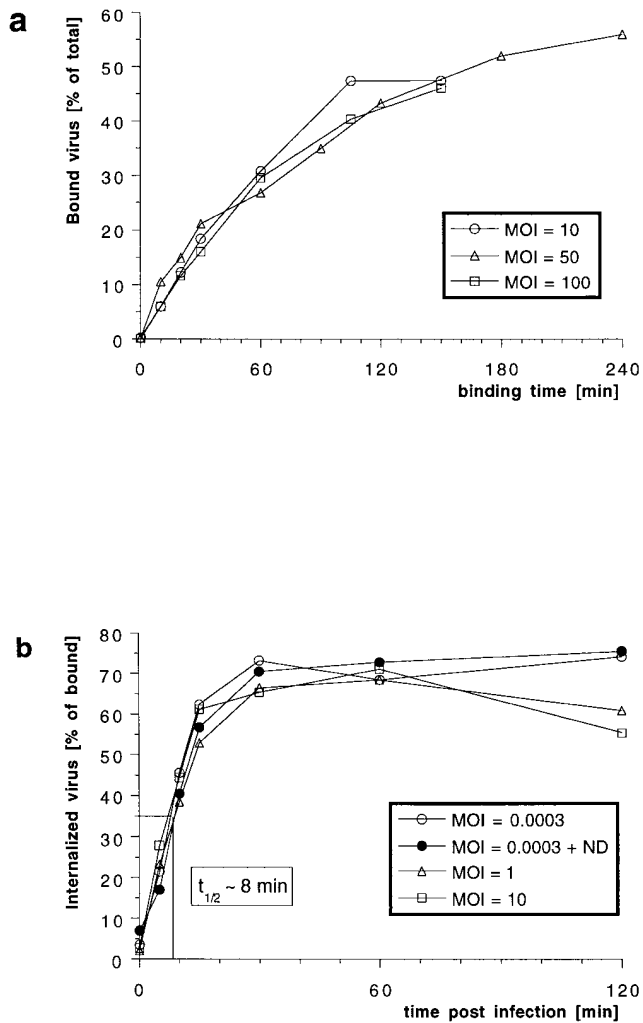 a
Bound virus [% of total]
60
50
40
30
20
10
0
MOI = 10
MOI = 50
MOI = 100
0 60 120 180 240
binding time [min]
b
Internalized virus [% of bound]
80
70
60
50
40
30
20
10
0
t1/2 ~ 8 min
MOI = 0.0003
MOI = 0.0003 + ND
MOI = 1
MOI = 10
0 60 120
time post infection [min]